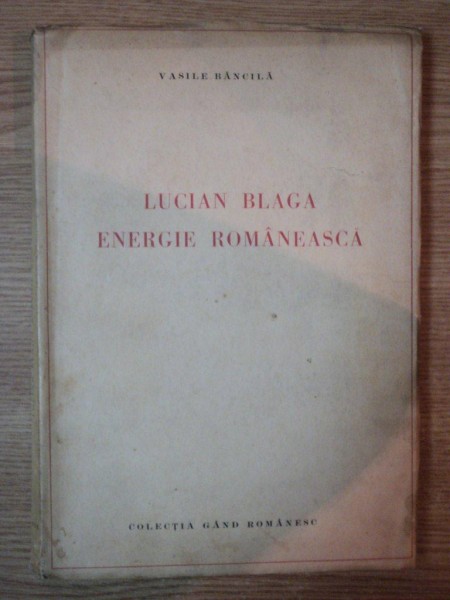 VASILE BĂNCILĂ
LUCIAN BLAGA
ENERGIE ROMÂNEASCĂ
COLECȚIA GÂND ROMÂNESC